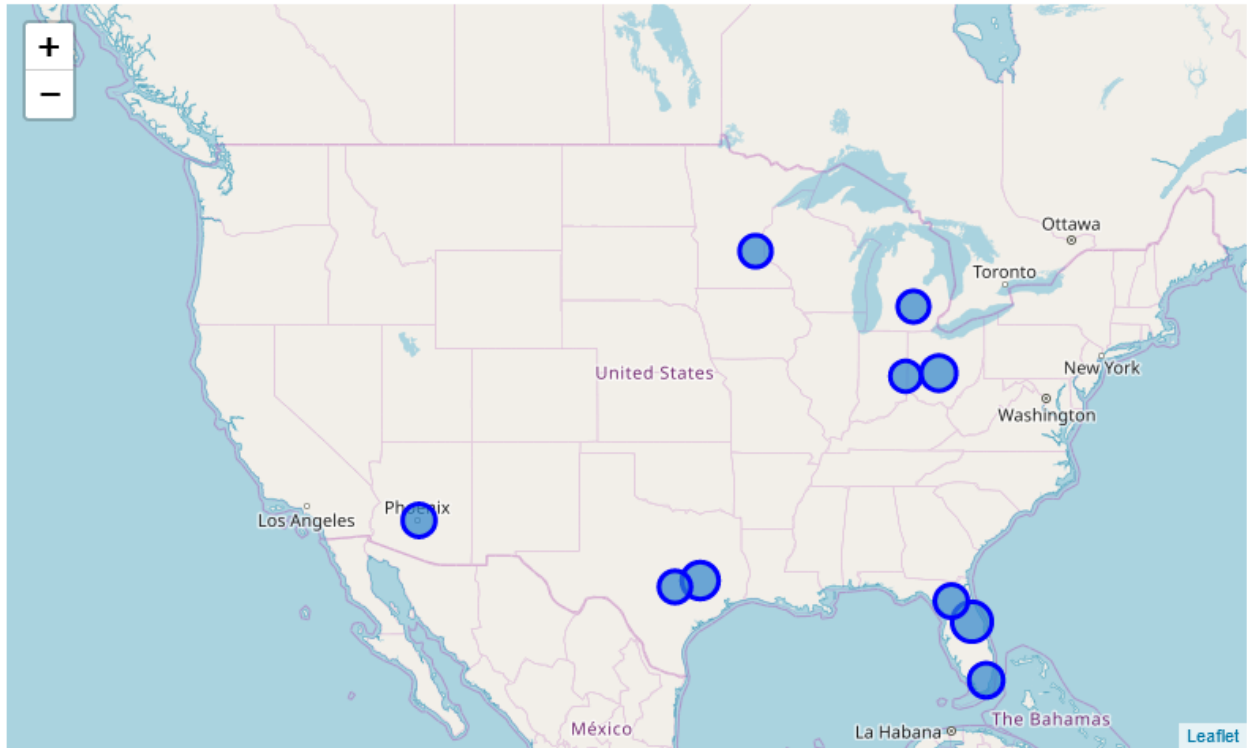 +
−
Ottawa
Toronto
United States
New York
Washington
Phoenix
Los Angeles
México
The Bahamas
La Habana
Leaflet